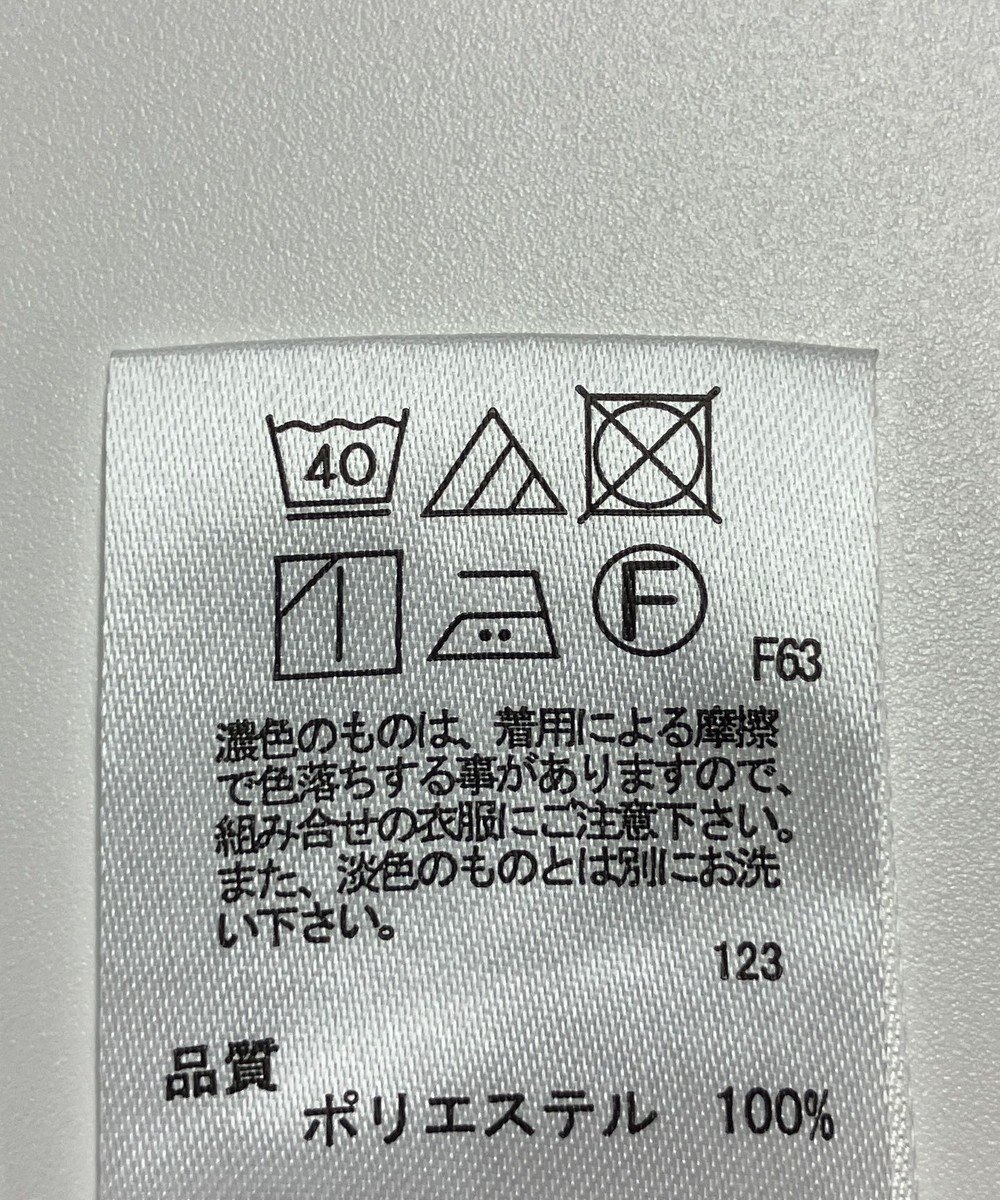 40
F
F63
濃色のものは、着用による摩擦
で色落ちする事がありますので、
組み合せの衣服にご注意下さい。
また、淡色のものとは別にお洗
い下さい。
123
品質
ポリエステル 100%